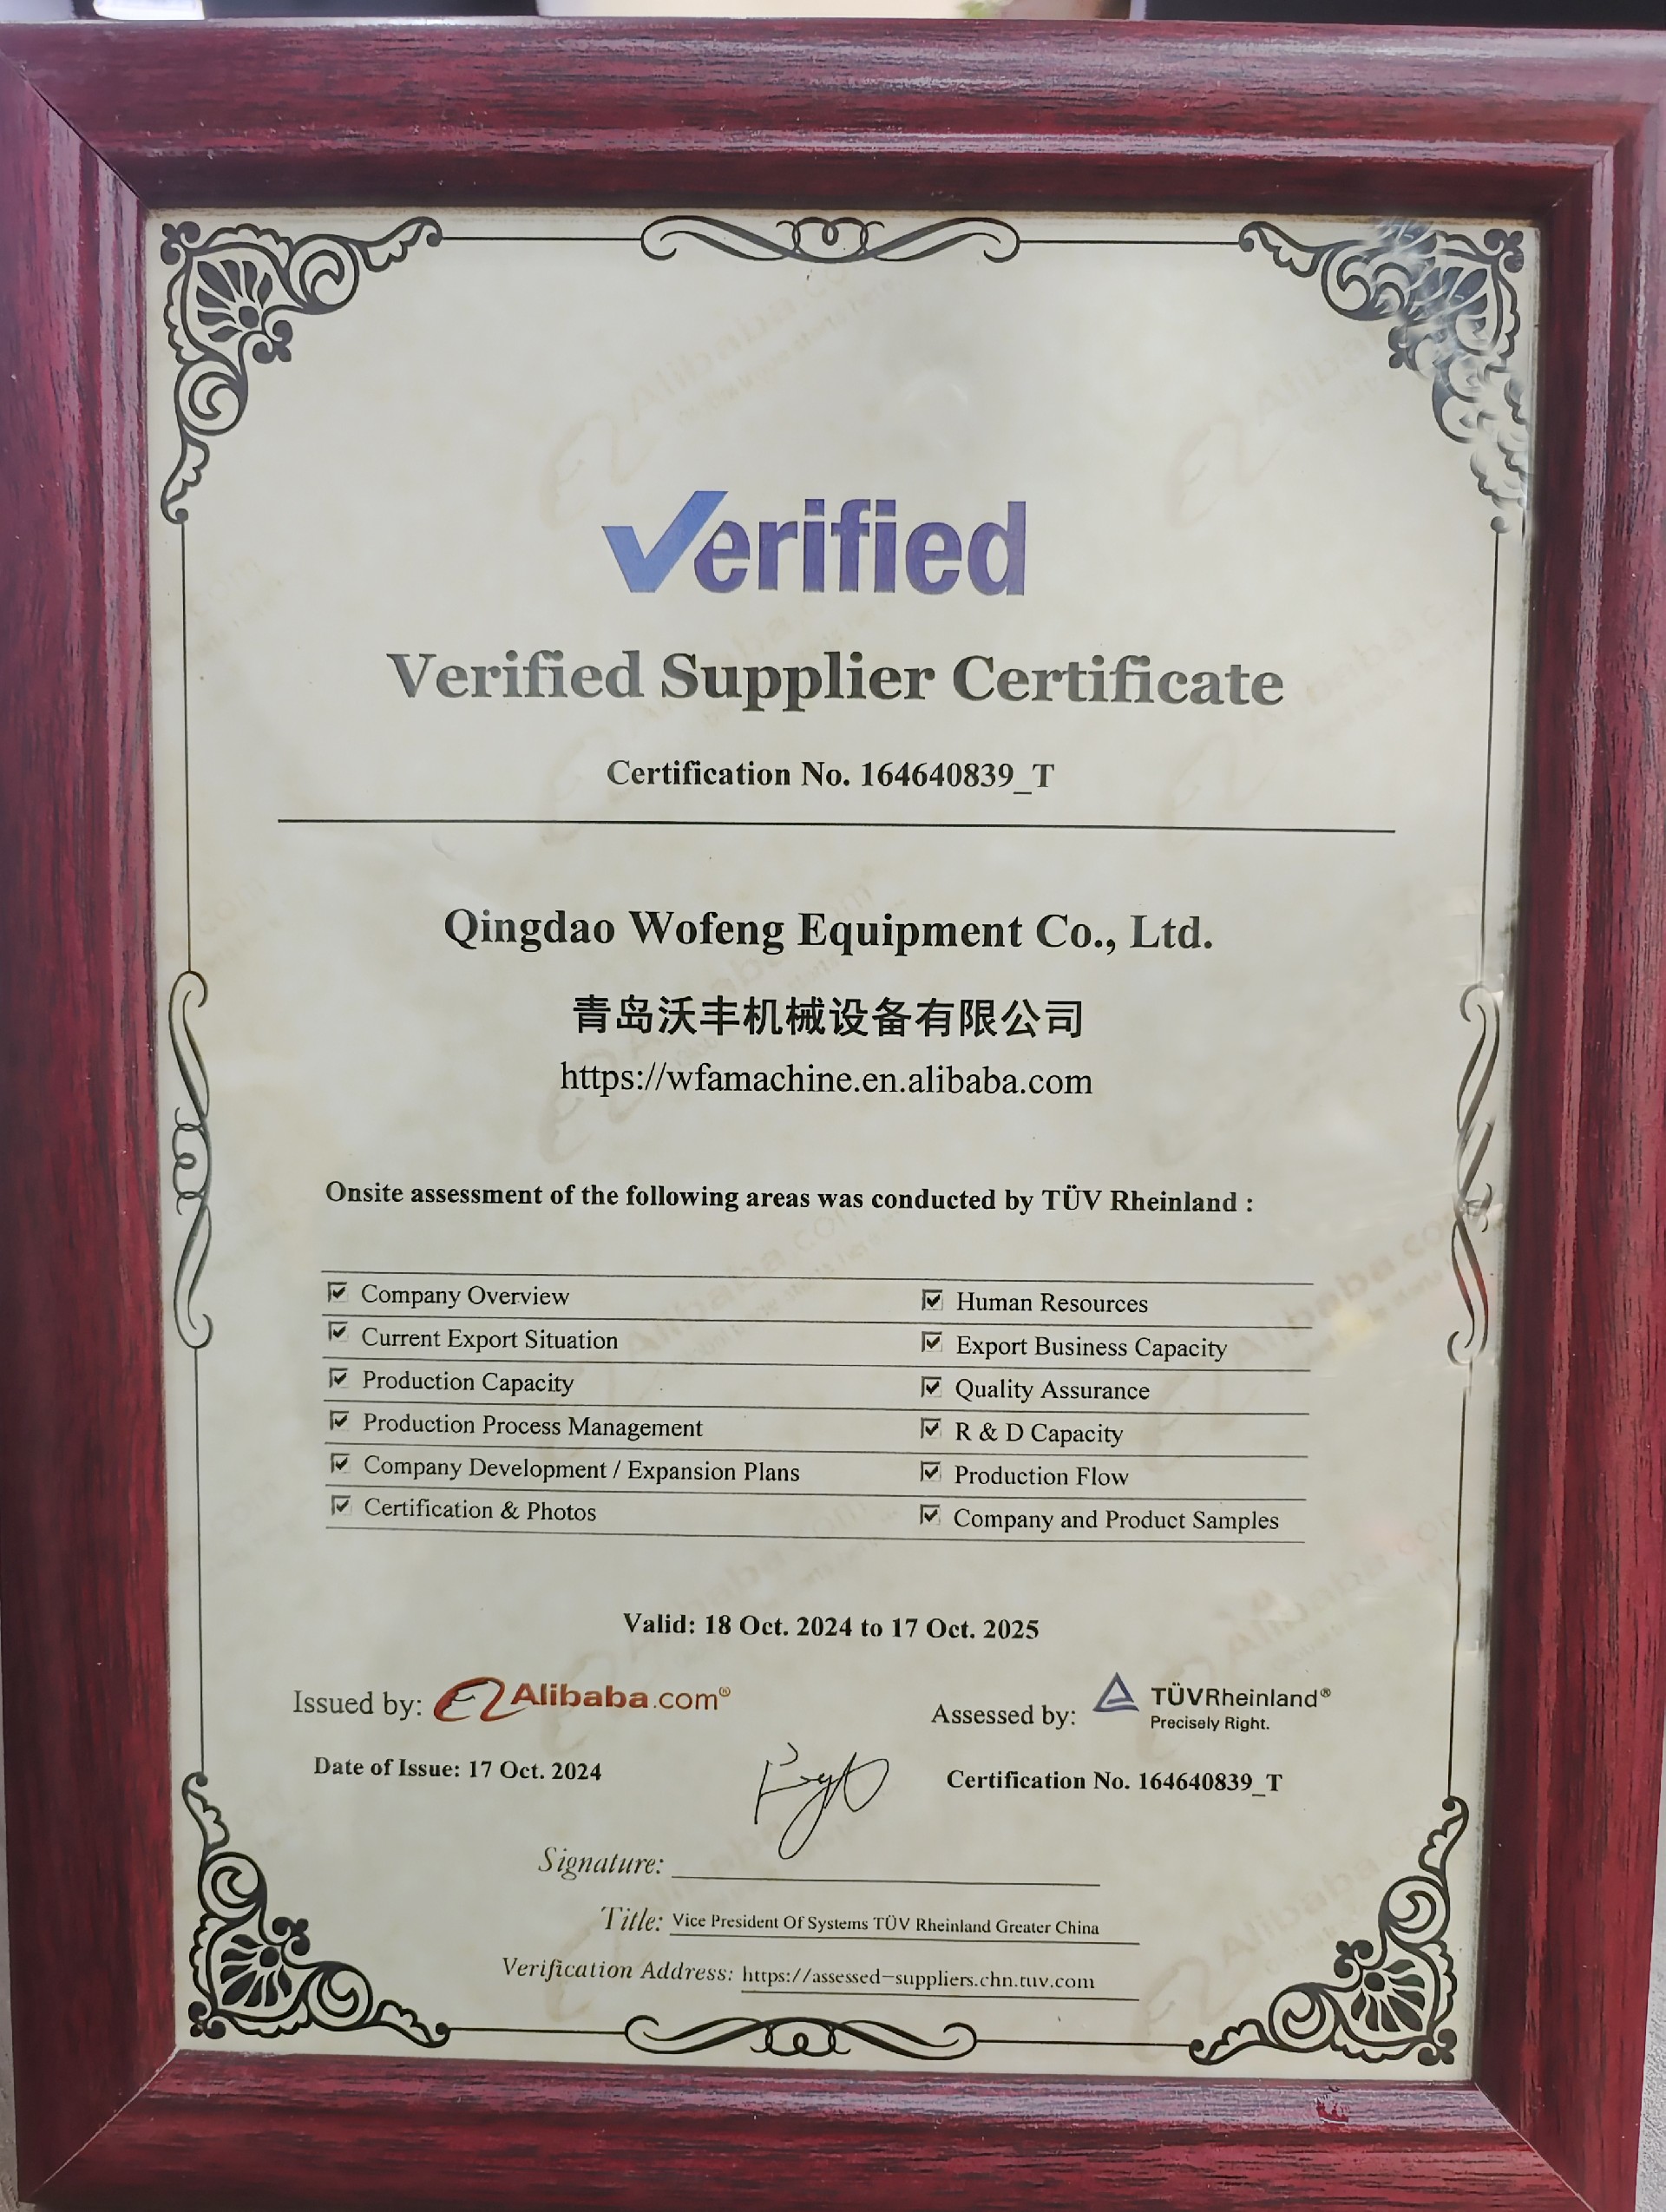 Verified
Verified Supplier Certificate
Certification No. 164640839_T
Qingdao Wofeng Equipment Co., Ltd.
青岛沃丰机械设备有限公司
https://wfamachine.en.alibaba.com
Onsite assessment of the following areas was conducted by TÜV Rheinland :
Company Overview
Human Resources
Current Export Situation
Export Business Capacity
Production Capacity
Quality Assurance
Production Process Management
R & D Capacity
Company Development / Expansion Plans
Production Flow
Certification & Photos
Company and Product Samples
Valid: 18 Oct. 2024 to 17 Oct. 2025
Issued by: Alibaba.com®
Assessed by: TÜVRheinland®
Precisely Right.
Date of Issue: 17 Oct. 2024
Certification No. 164640839_T
Signature:
Title: Vice President Of Systems TÜV Rheinland Greater China
Verification Address: https://assessed-suppliers.chn.tuv.com